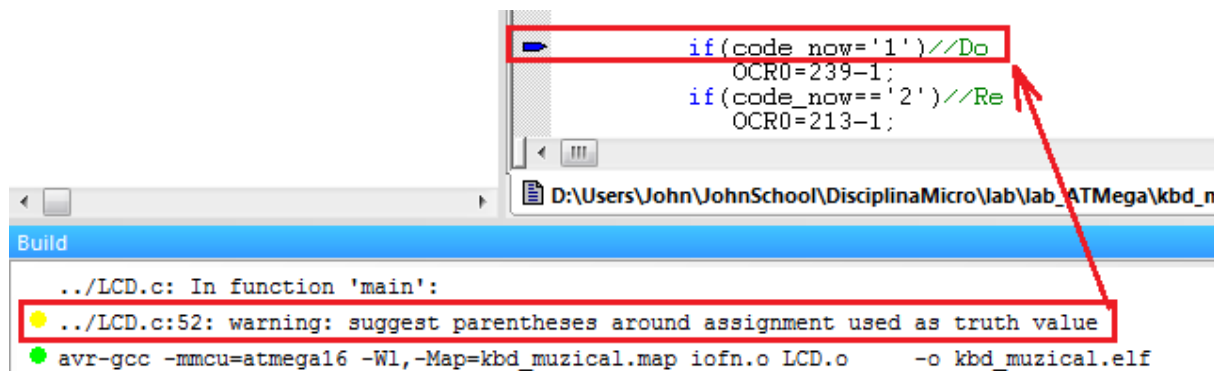 if(code_now='1')//Do
OCR0=239-1;
if(code_now=='2')//Re
OCR0=213-1;
D:\Users\John\JohnSchool\DisciplinaMicro\lab\lab_ATMega\kbd_m
Build
../LCD.c: In function 'main':
../LCD.c:52: warning: suggest parentheses around assignment used as truth value
avr-gcc -mmcu=atmega16 -Wl,-Map=kbd_muzical.map iofn.o LCD.o     -o kbd_muzical.elf